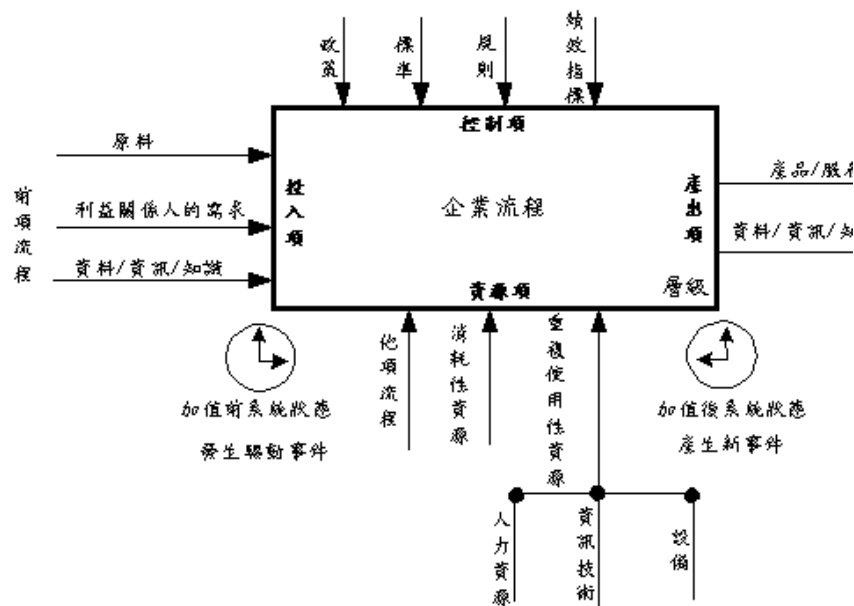 政策
標準
規則
績效指標
控制項
原料
利益關係人的需求
資料/資訊/知識
前項流程
投入項
企業流程
產出項
產品/服
資料/資訊/知
資源項
層級
他項流程
消耗性資源
重復使用性資源
加值前系統狀態
發生驅動事件
加值後系統狀態
產生新事件
人力資源
資訊技術
設備